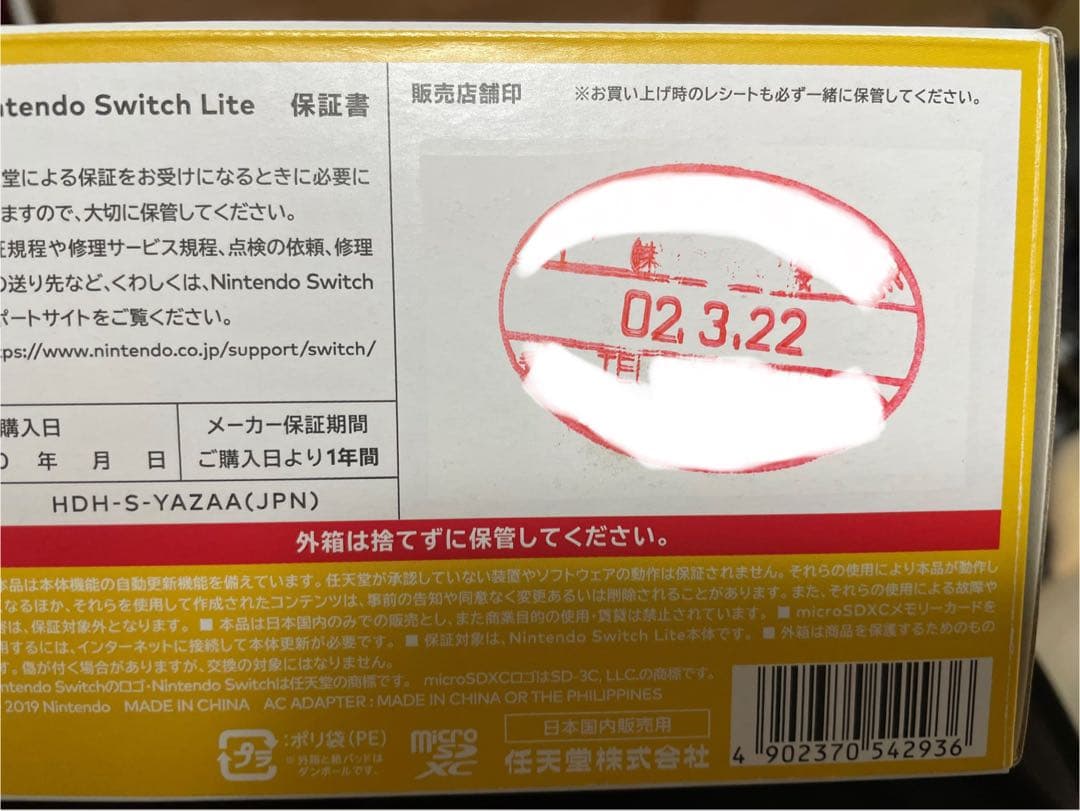 ntendo Switch Lite 保証書
堂による保証をお受けになるときに必要に
ますので、大切に保管してください。
証規程や修理サービス規程、点検の依頼、修理
の送り先など、くわしくは、Nintendo Switch
ポートサイトをご覧ください。
ps://www.nintendo.co.jp/support/switch/
購入日
0 年 月 日
メーカー保証期間
ご購入日より1年間
HDH-S-YAZAA(JPN)
販売店舗印
※お買い上げ時のレシートも必ず一緒に保管してください。
株
02.3.22
TEL
外箱は捨てずに保管してください。
本品は本体機能の自動更新機能を備えています。任天堂が承認していない装置やソフトウェアの動作は保証されません。それらの使用により本品が動作し
なるほか、それらを使用して作成されたコンテンツは、事前の告知や同意なく変更あるいは削除されることがあります。また、それらの使用による故障や
害は、保証対象外となります。 ■ 本品は日本国内のみでの販売とし、また商業目的の使用・賃貸は禁止されています。 ■ microSDXCメモリーカードを
用するには、インターネットに接続して本体更新が必要です。 ■ 保証対象は、Nintendo Switch Lite本体です。 ■ 外箱は商品を保護するためのもの
す。傷が付く場合がありますが、交換の対象にはなりません。
ntendo Switchのロゴ・Nintendo Switchは任天堂の商標です。 microSDXCロゴはSD-3C, LLC.の商標です。
2019 Nintendo MADE IN CHINA AC ADAPTER : MADE IN CHINA OR THE PHILIPPINES
プラ
:ポリ袋(PE)
※外箱と紙パッドは
ダンボールです。
micro
SD
XC
日本国内販売用
任天堂株式会社
4 902370 542936